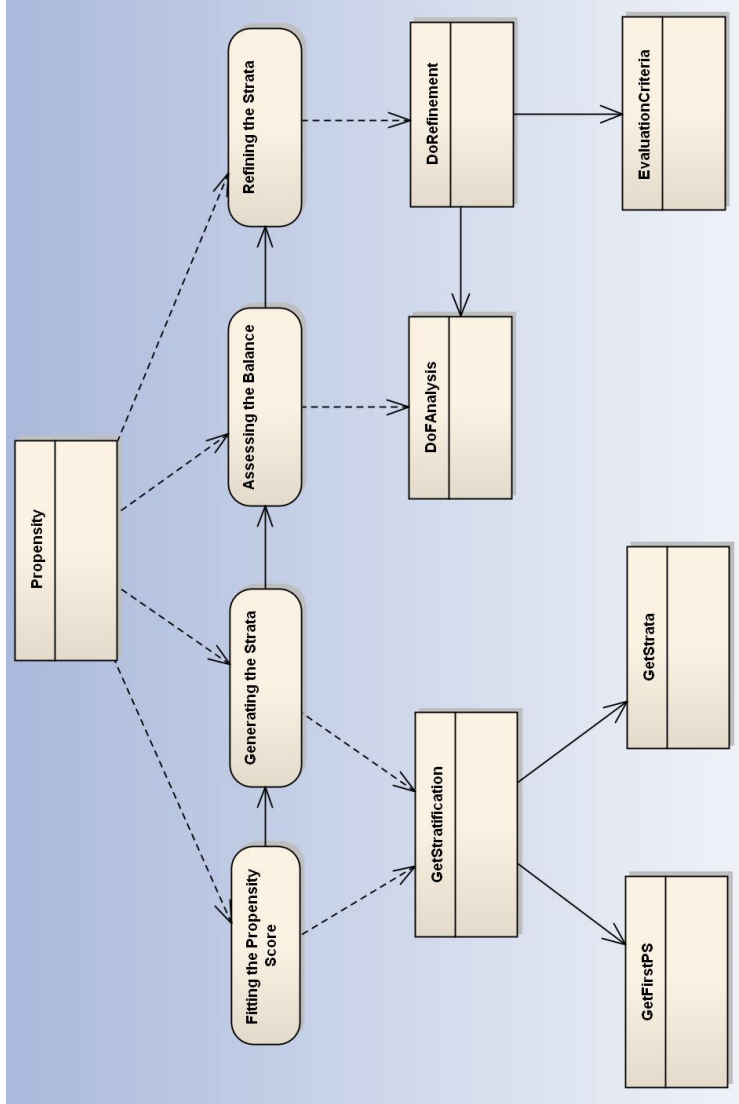 Propensity
Fitting the Propensity
Score
Generating the Strata
Assessing the Balance
Refining the Strata
GetStratification
DoFAnalysis
DoRefinement
GetFirstPS
GetStrata
EvaluationCriteria